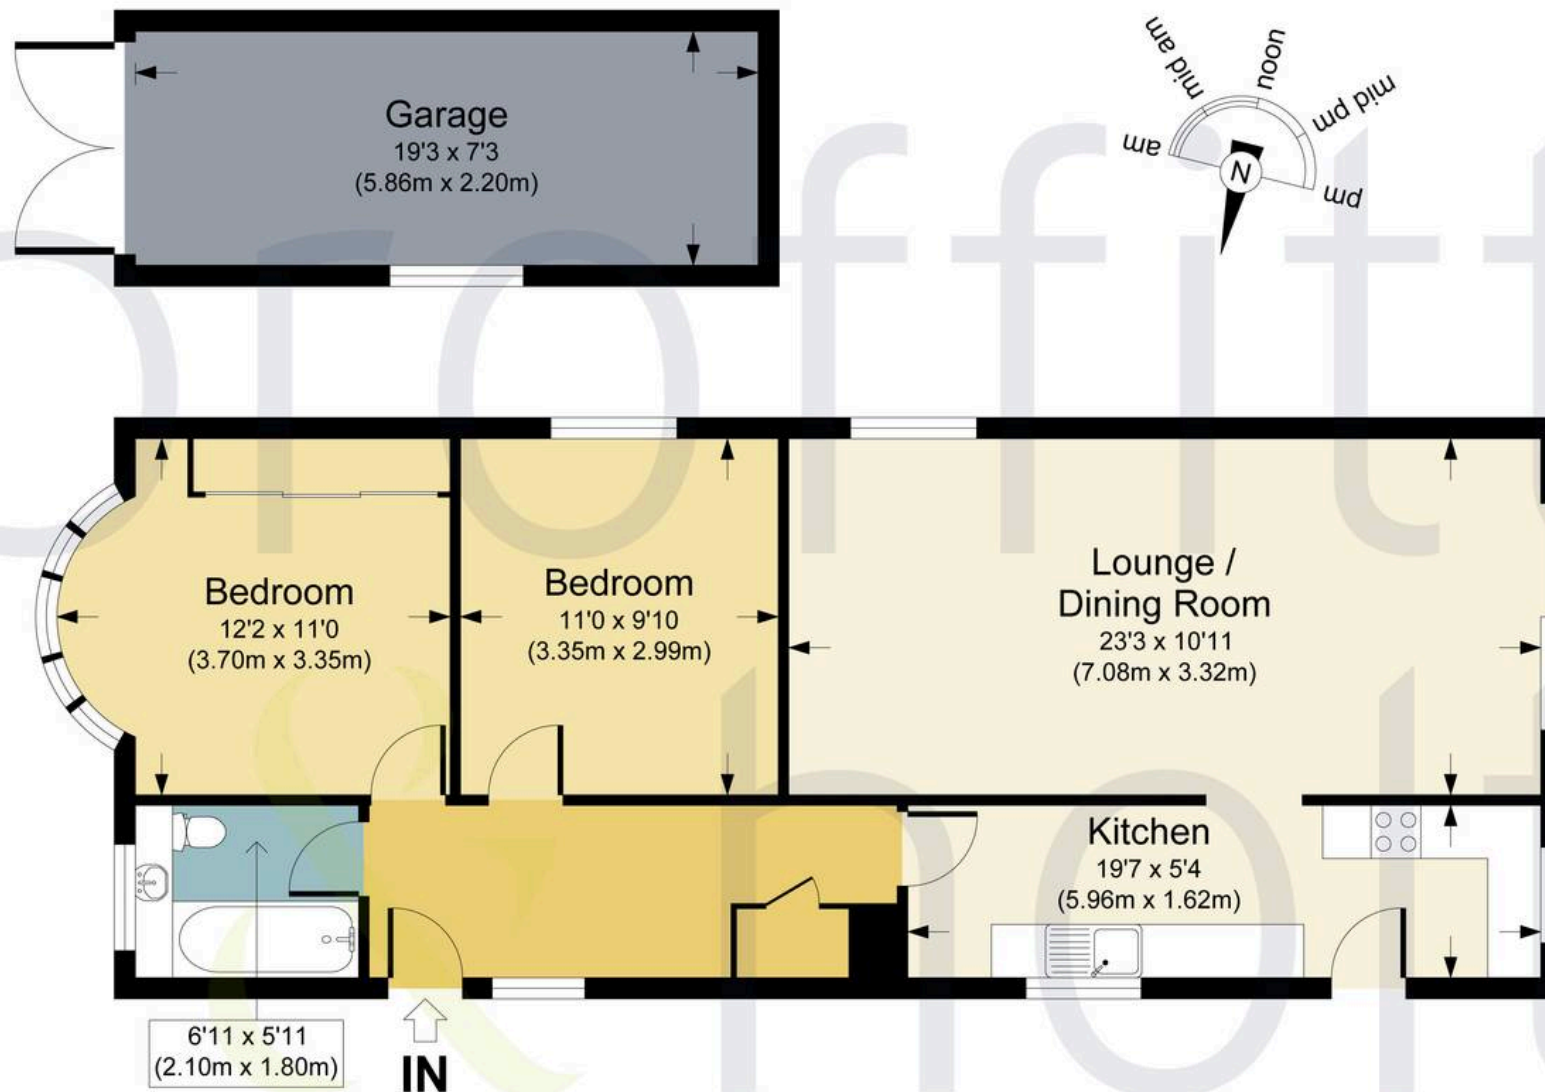 Garage
19'3 x 7'3
(5.86m x 2.20m)
am
mid am
noon
mid pm
pm
N
Bedroom
12'2 x 11'0
(3.70m x 3.35m)
Bedroom
11'0 x 9'10
(3.35m x 2.99m)
Lounge /
Dining Room
23'3 x 10'11
(7.08m x 3.32m)
Kitchen
19'7 x 5'4
(5.96m x 1.62m)
6'11 x 5'11
(2.10m x 1.80m)
IN
proffitt
& holt